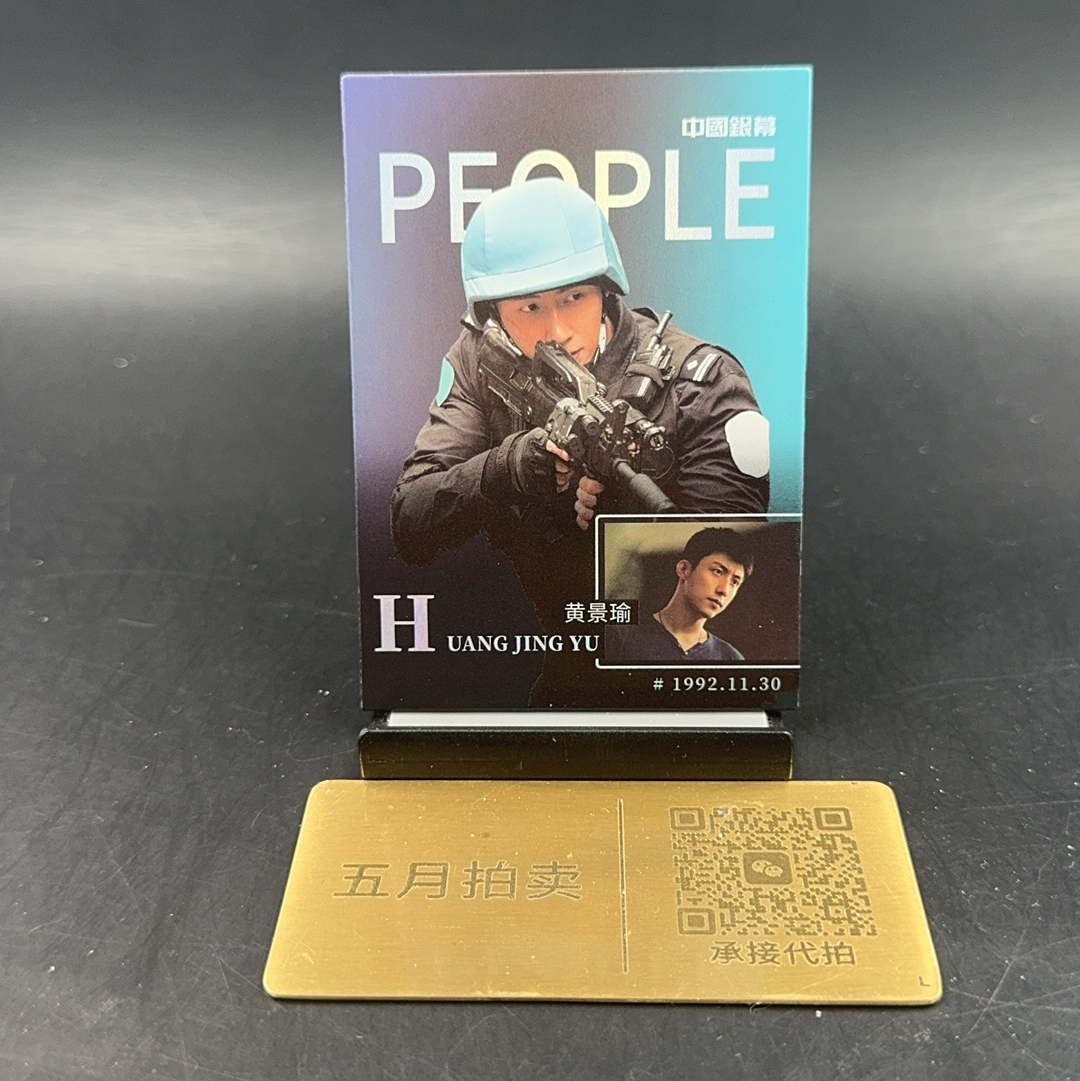 中國銀幕
PEOPLE
黄景瑜
HUANG JING YU
# 1992.11.30
五月拍卖
承接代拍